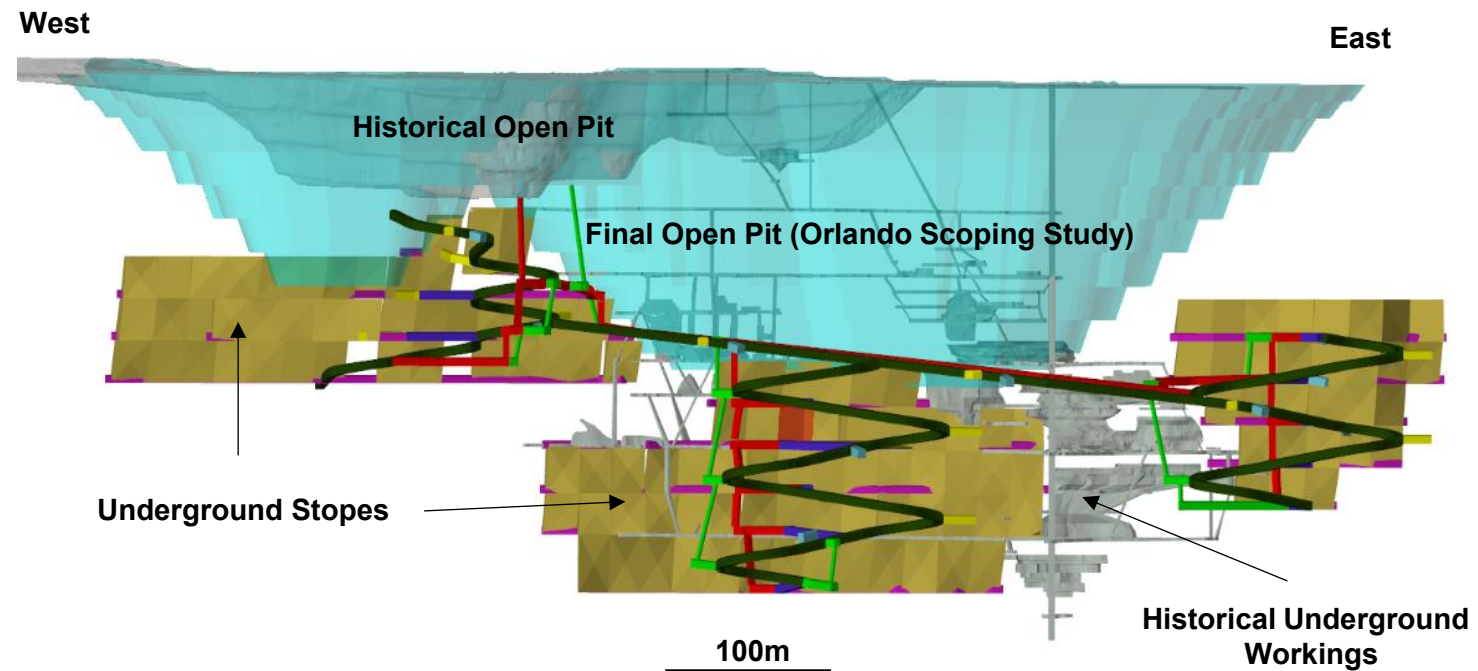 West
East
Historical Open Pit
Final Open Pit (Orlando Scoping Study)
Underground Stopes
Historical Underground
Workings
100m